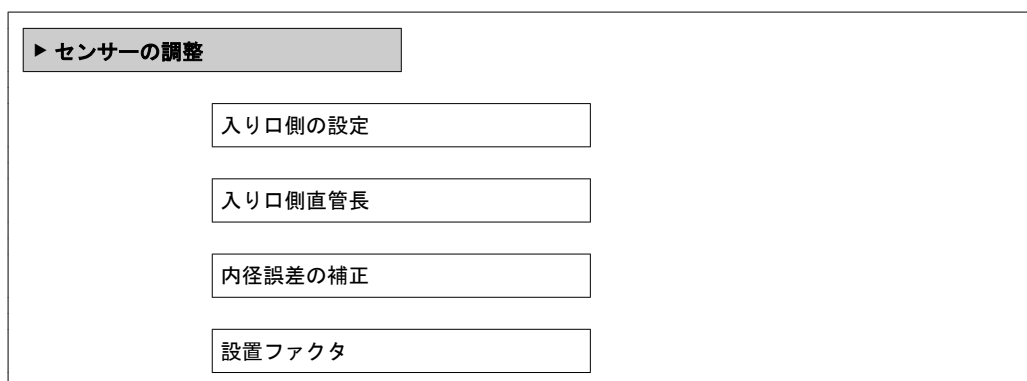 ▶ センサーの調整
入り口側の設定
入り口側直管長
内径誤差の補正
設置ファクタ